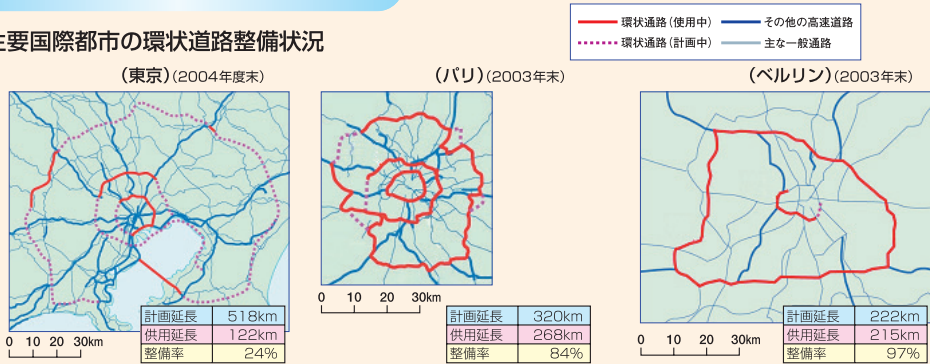 主要国際都市の環状道路整備状況
環状通路（使用中）
その他の高速道路
環状通路（計画中）
主な一般通路
（東京）（2004年度末）
0 10 20 30km
計画延長 518km
供用延長 122km
整備率 24%
（パリ）（2003年末）
0 10 20 30km
計画延長 320km
供用延長 268km
整備率 84%
（ベルリン）（2003年末）
0 10 20 30km
計画延長 222km
供用延長 215km
整備率 97%